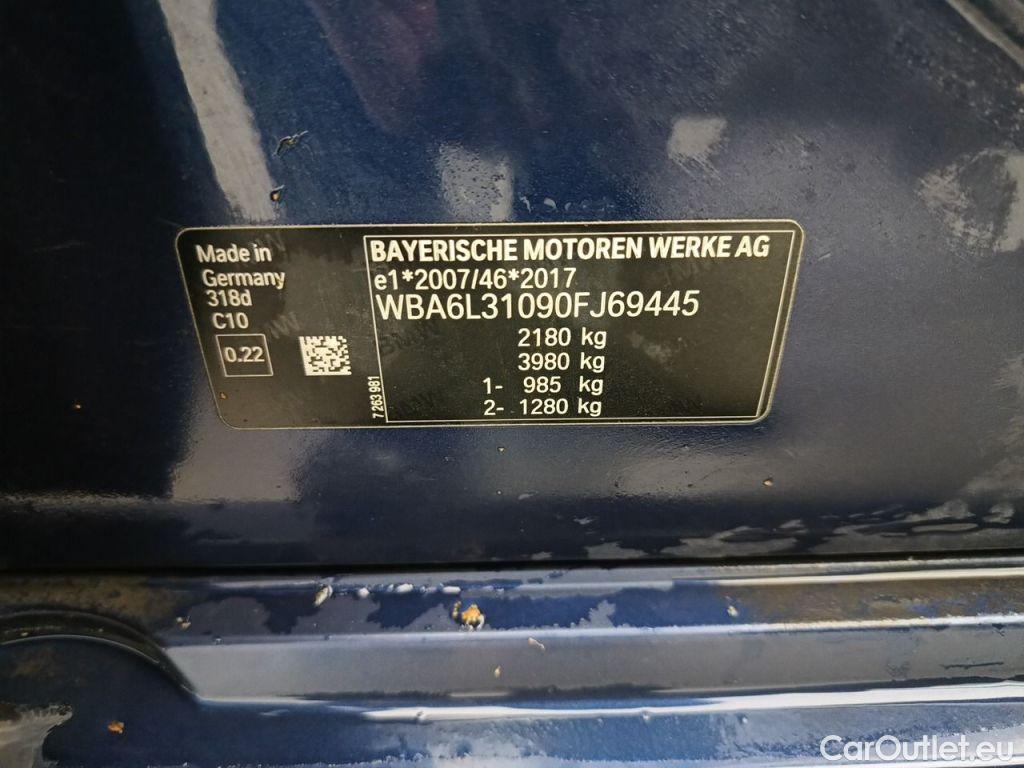 Made in
Germany
318d
C10
0.22
7 263 981
BAYERISCHE MOTOREN WERKE AG
e1*2007/46*2017
WBA6L31090FJ69445
2180 kg
3980 kg
1- 985 kg
2- 1280 kg
CarOutlet.eu